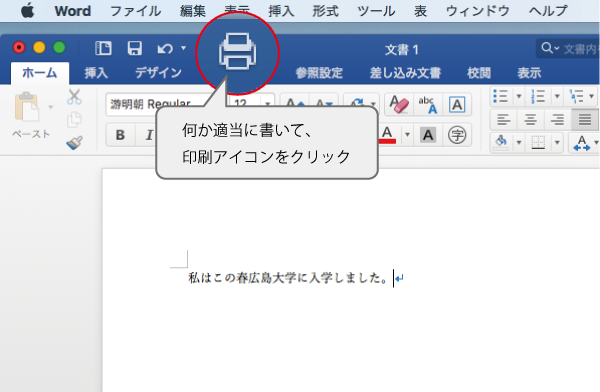 Word ファイル 編集 表示 挿入 形式 ツール 表 ウィンドウ ヘルプ
文書 1
文書内
ホーム 挿入 デザイン 参照設定 差し込み文書 校閲 表示
游明朝 Regular 12
ペースト
B I
何か適当に書いて、
印刷アイコンをクリック
私はこの春広島大学に入学しました。